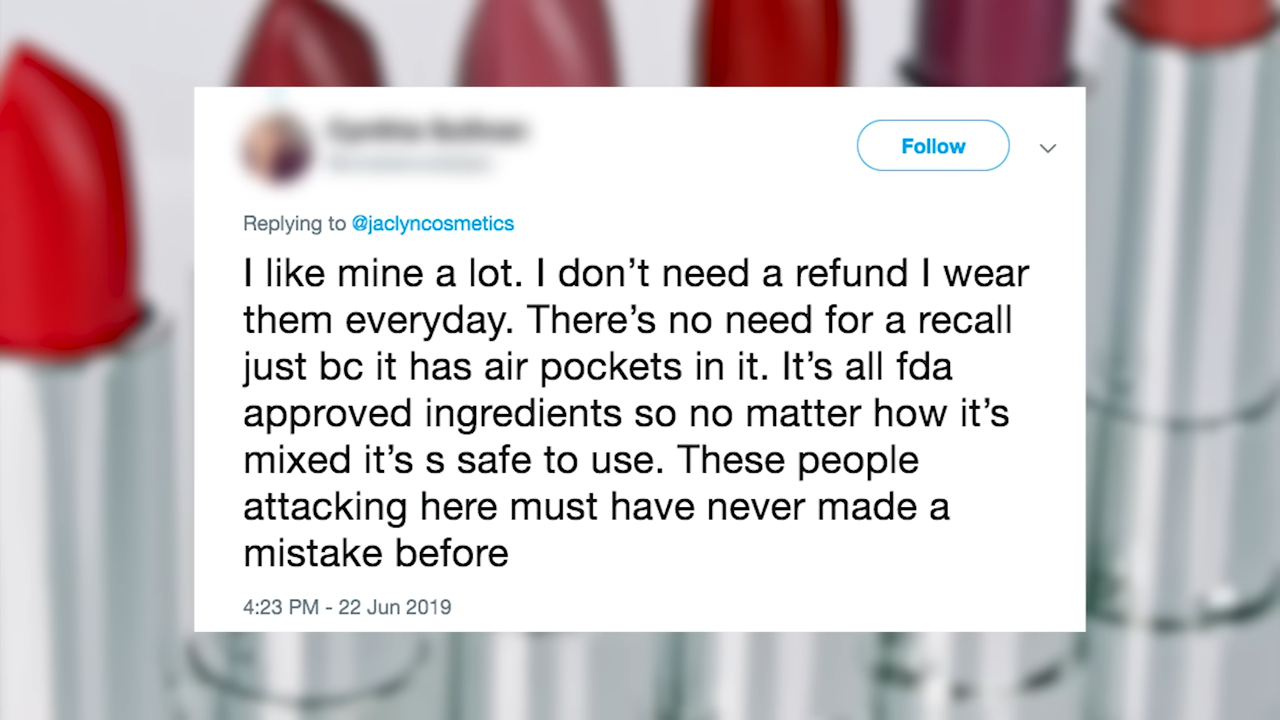 Follow
Replying to @jaclyncosmetics
I like mine a lot. I don’t need a refund I wear
them everyday. There’s no need for a recall
just bc it has air pockets in it. It’s all fda
approved ingredients so no matter how it’s
mixed it’s s safe to use. These people
attacking here must have never made a
mistake before
4:23 PM - 22 Jun 2019